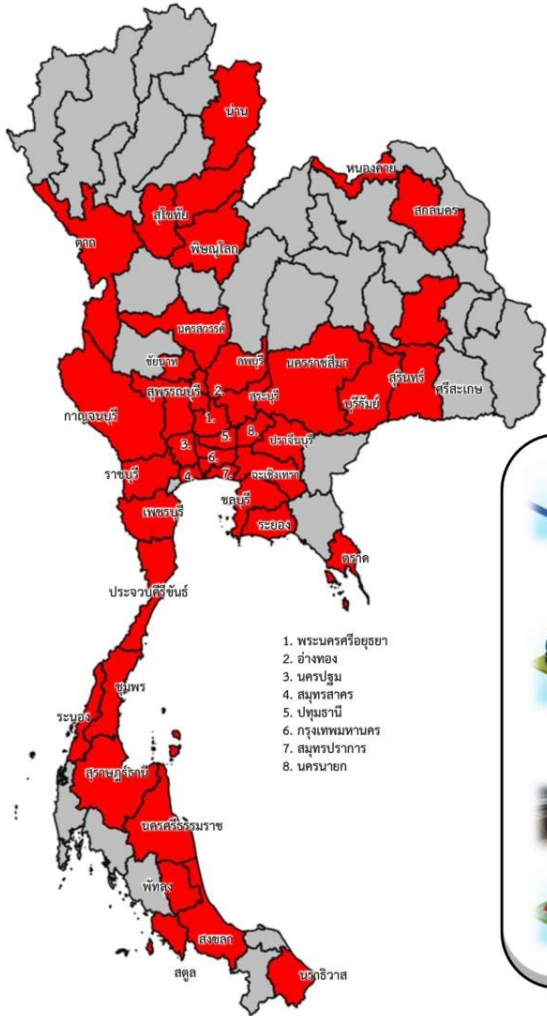 น่าน
หนองคาย
สกลนคร
สุโขทัย
ตาก
พิษณุโลก
นครสวรรค์
ชัยนาท
ลพบุรี
นครราชสีมา
สุรินทร์
สุพรรณบุรี
2.
สระบุรี
บุรีรัมย์
ศรีสะเกษ
กาญจนบุรี
1.
5.
8.
ปราจีนบุรี
3.
6.
ราชบุรี
4.
7.
ฉะเชิงเทรา
เพชรบุรี
ชลบุรี
ระยอง
ตราด
ประจวบคีรีขันธ์
1. พระนครศรีอยุธยา
2. อ่างทอง
3. นครปฐม
4. สมุทรสาคร
5. ปทุมธานี
6. กรุงเทพมหานคร
7. สมุทรปราการ
8. นครนายก
ชุมพร
ระนอง
สุราษฎร์ธานี
นครศรีธรรมราช
พัทลุง
สงขลา
สตูล
นราธิวาส